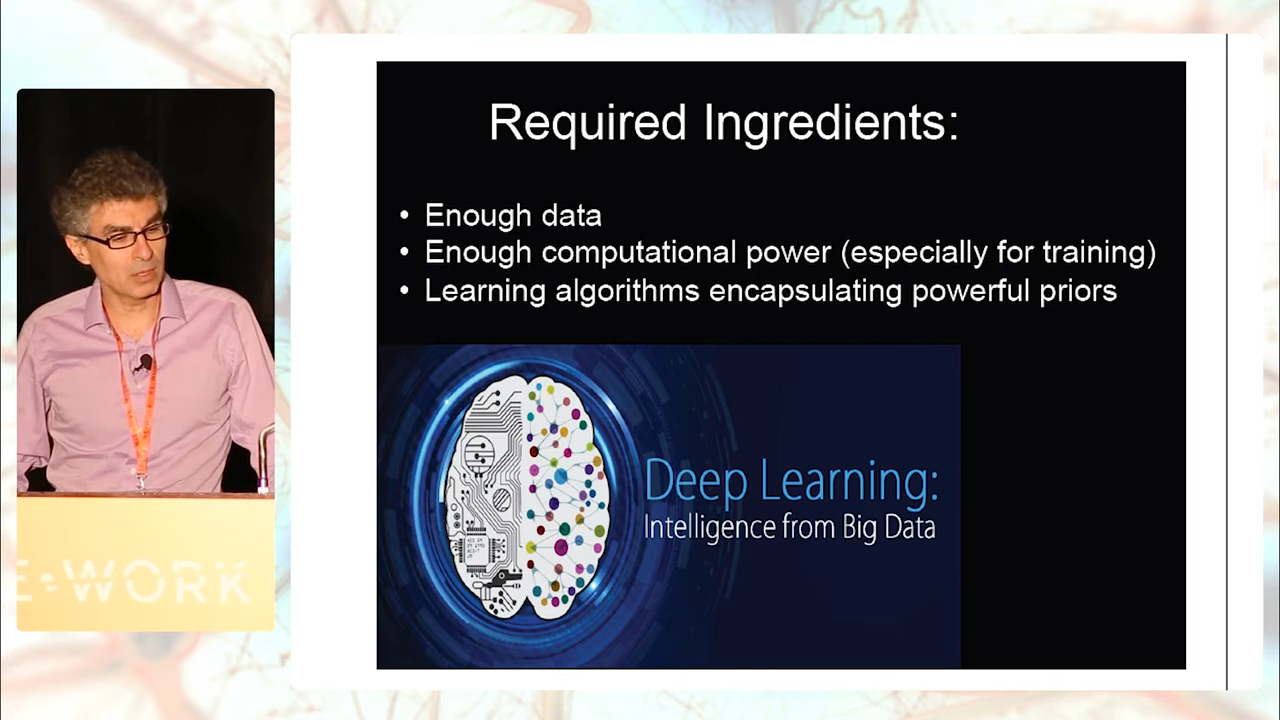 Required Ingredients:
• Enough data
• Enough computational power (especially for training)
• Learning algorithms encapsulating powerful priors
Deep Learning:
Intelligence from Big Data
E•WORK